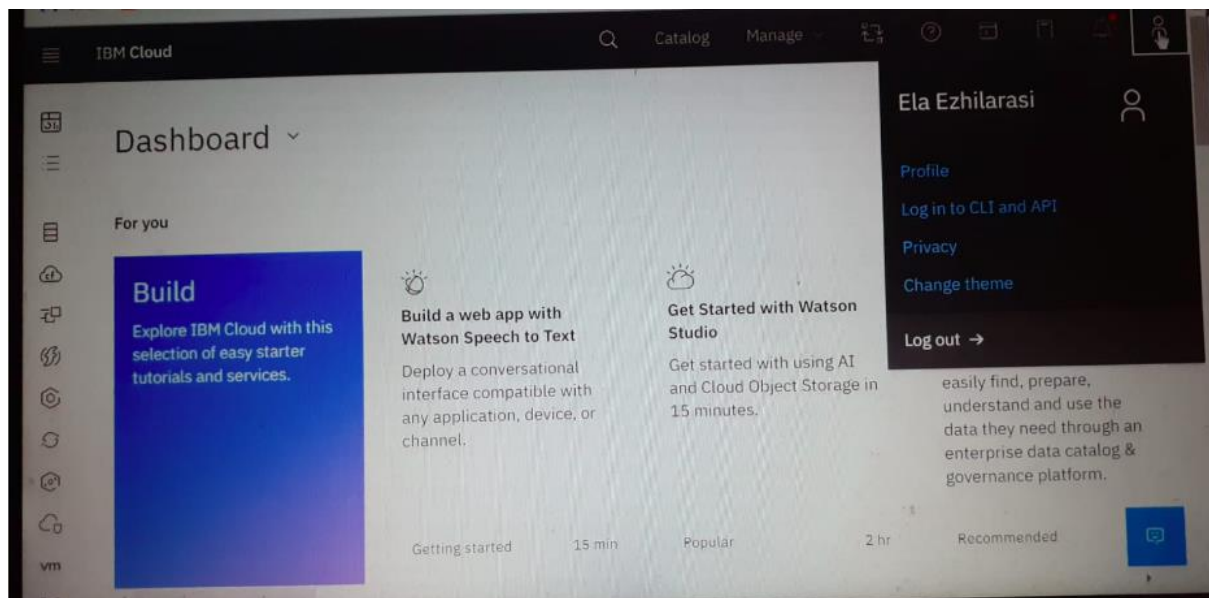 IBM Cloud
Catalog
Manage
Ela Ezhilarasi
Profile
Log in to CLI and API
Privacy
Change theme
Log out →
Dashboard
For you
Build
Explore IBM Cloud with this
selection of easy starter
tutorials and services.
Build a web app with
Watson Speech to Text
Deploy a conversational
interface compatible with
any application, device, or
channel.
Getting started
15 min
Get Started with Watson
Studio
Get started with using AI
and Cloud Object Storage in
15 minutes.
Popular
2 hr
easily find, prepare,
understand and use the
data they need through an
enterprise data catalog &
governance platform.
Recommended
vm